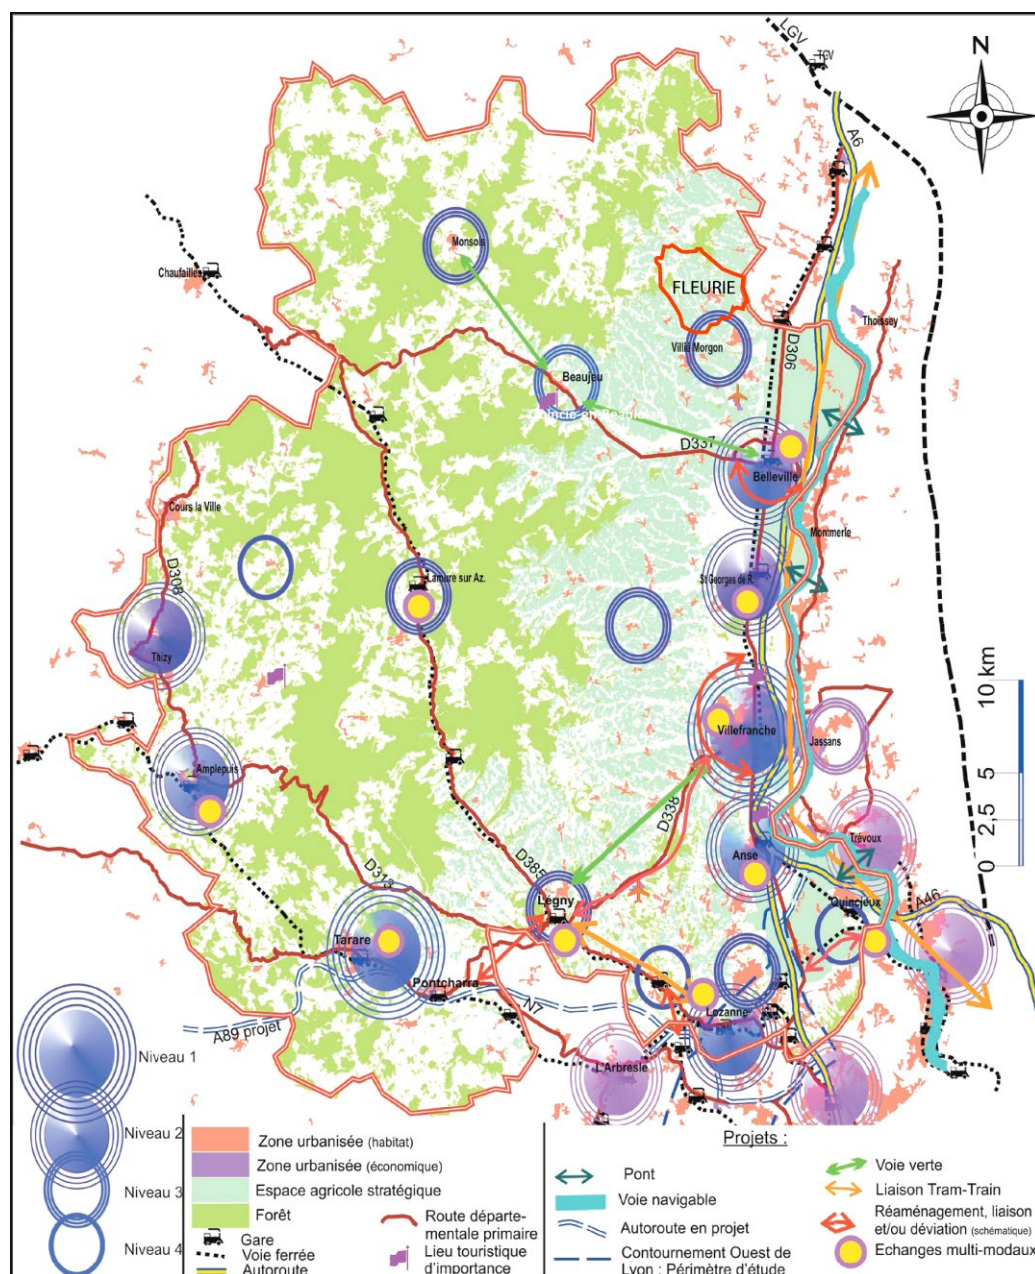 LGV
TGV
N
A6
Monsols
Chauffailles
FLEURIE
Thoissey
Villié Morgon
D306
Beaujeu
D337
Belleville
Cours la Ville
Mommerle
D308
Lamure sur Az.
St Georges de R.
Thizy
10 km
Villefranche
Jassans
Amplepuis
5
D338
2,5
Trévoux
Anse
0
D313
D385
Légny
Quincieux
A46
Tarare
Pontcharra
N7
Lozanne
A89 projet
L'Arbresle
Niveau 1
Niveau 2
Niveau 3
Niveau 4
Zone urbanisée (habitat)
Zone urbanisée (économique)
Espace agricole stratégique
Forêt
Gare
Voie ferrée
Autoroute
Route départe-
mentale primaire
Lieu touristique
d'importance
Projets :
Pont
Voie navigable
Autoroute en projet
Contournement Ouest de
Lyon : Périmètre d'étude
Voie verte
Liaison Tram-Train
Réaménagement, liaison
et/ou déviation (schématique)
Echanges multi-modaux